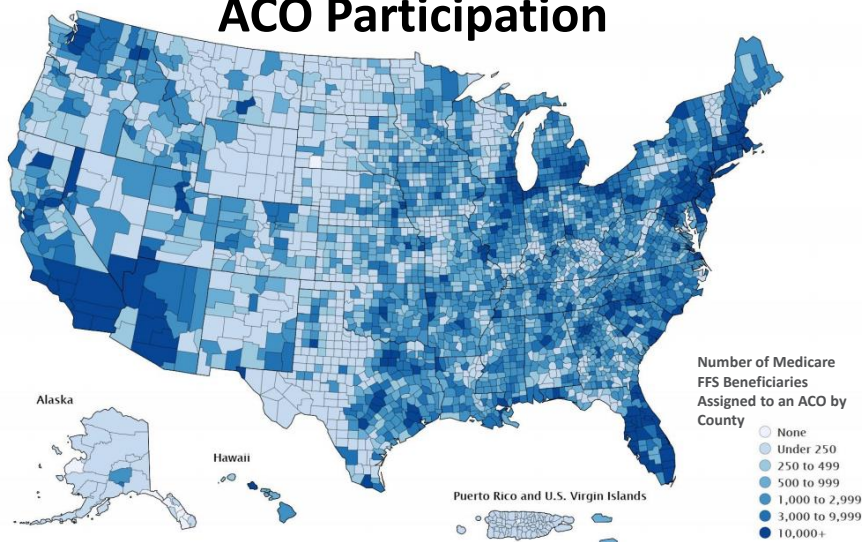 ACO Participation
Number of Medicare
FFS Beneficiaries
Assigned to an ACO by
County
None
Under 250
250 to 499
500 to 999
1,000 to 2,999
3,000 to 9,999
10,000+
Alaska
Hawaii
Puerto Rico and U.S. Virgin Islands